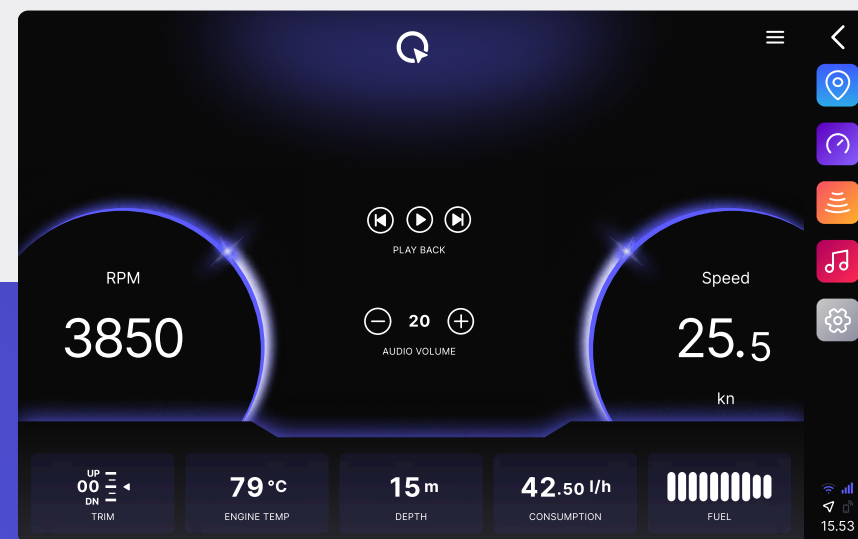 PLAY BACK
RPM
3850
20
AUDIO VOLUME
Speed
25.5
kn
UP
00
DN
TRIM
79 °C
ENGINE TEMP
15 m
DEPTH
42.50 l/h
CONSUMPTION
FUEL
15.53